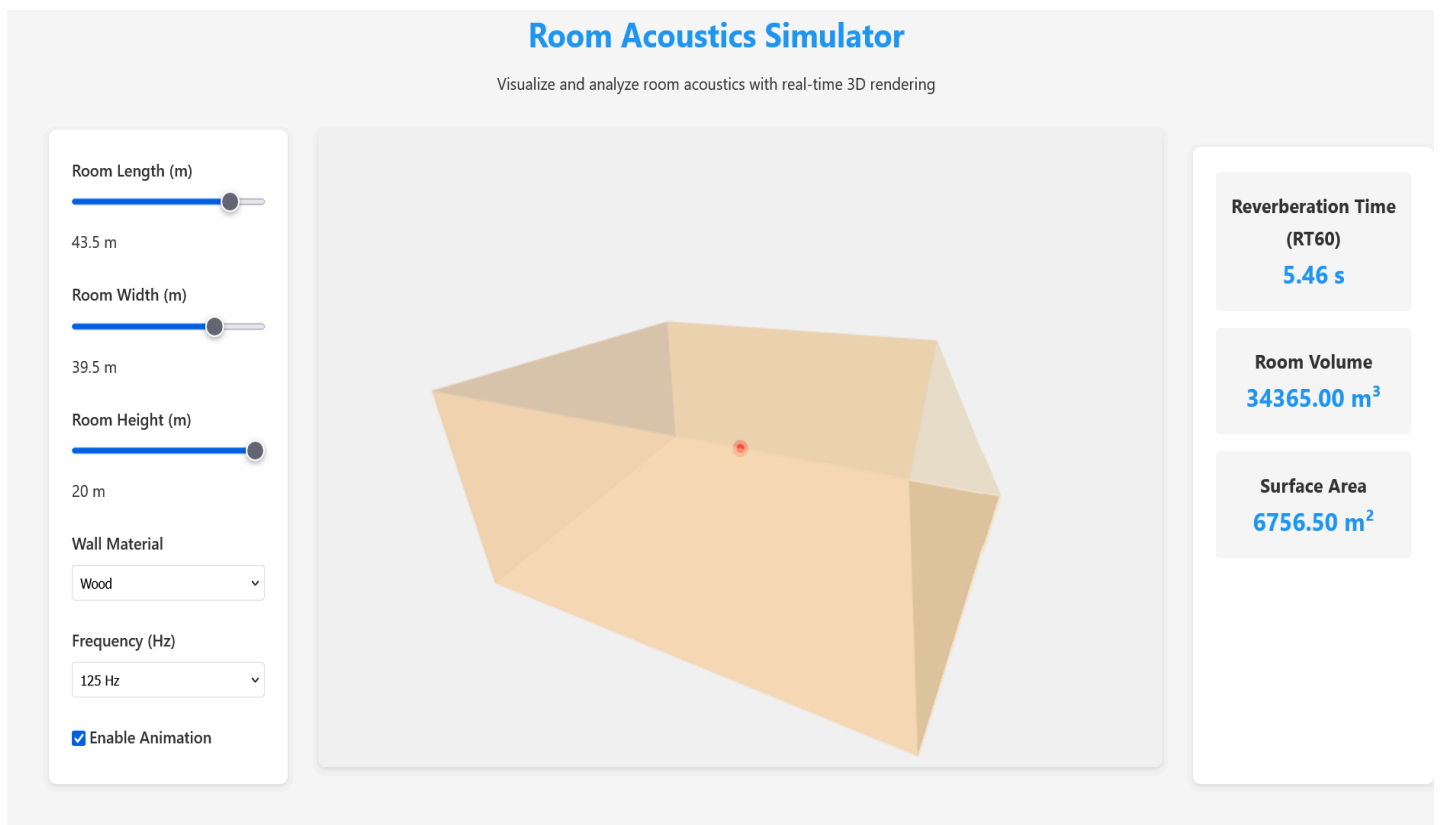 Room Acoustics Simulator
Visualize and analyze room acoustics with real-time 3D rendering
Room Length (m)
43.5 m
Room Width (m)
39.5 m
Room Height (m)
20 m
Wall Material
Wood
Frequency (Hz)
125 Hz
Enable Animation
Reverberation Time
(RT60)
5.46 s
Room Volume
34365.00 m³
Surface Area
6756.50 m²